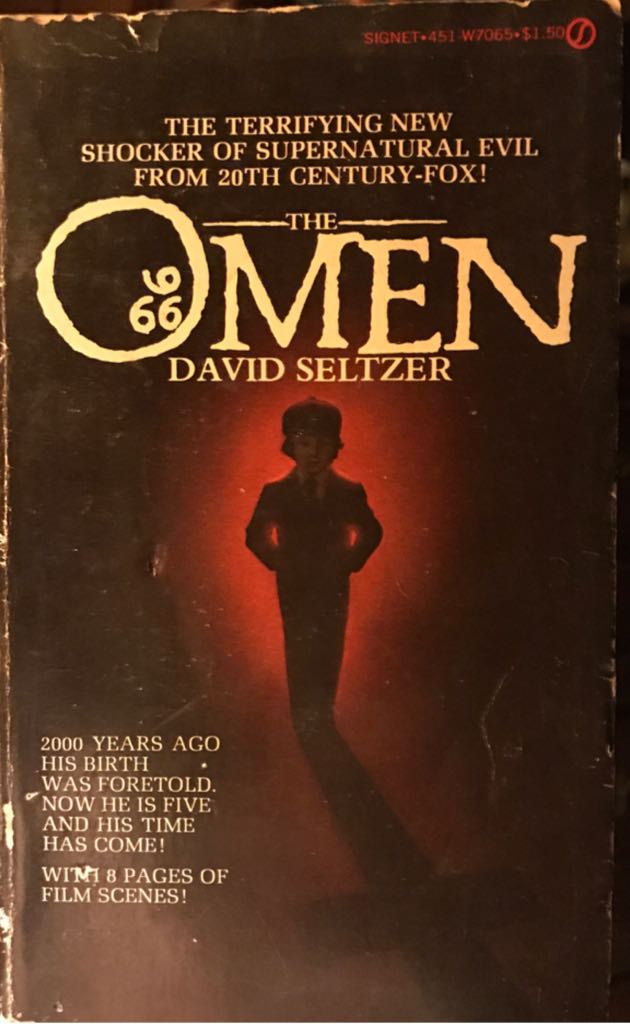 SIGNET•451-W7065•$1.50
THE TERRIFYING NEW
SHOCKER OF SUPERNATURAL EVIL
FROM 20TH CENTURY-FOX!
THE
OMEN
666
DAVID SELTZER
2000 YEARS AGO
HIS BIRTH
WAS FORETOLD.
NOW HE IS FIVE
AND HIS TIME
HAS COME!
WITH 8 PAGES OF
FILM SCENES!